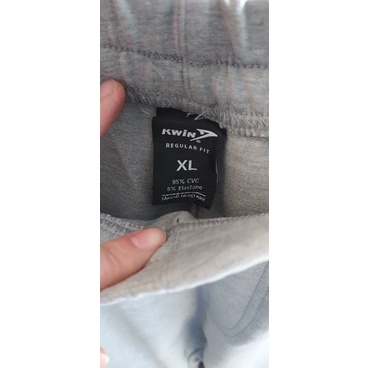 KWIN
®
REGULAR FIT
XL
95% CVC
5% Elastane